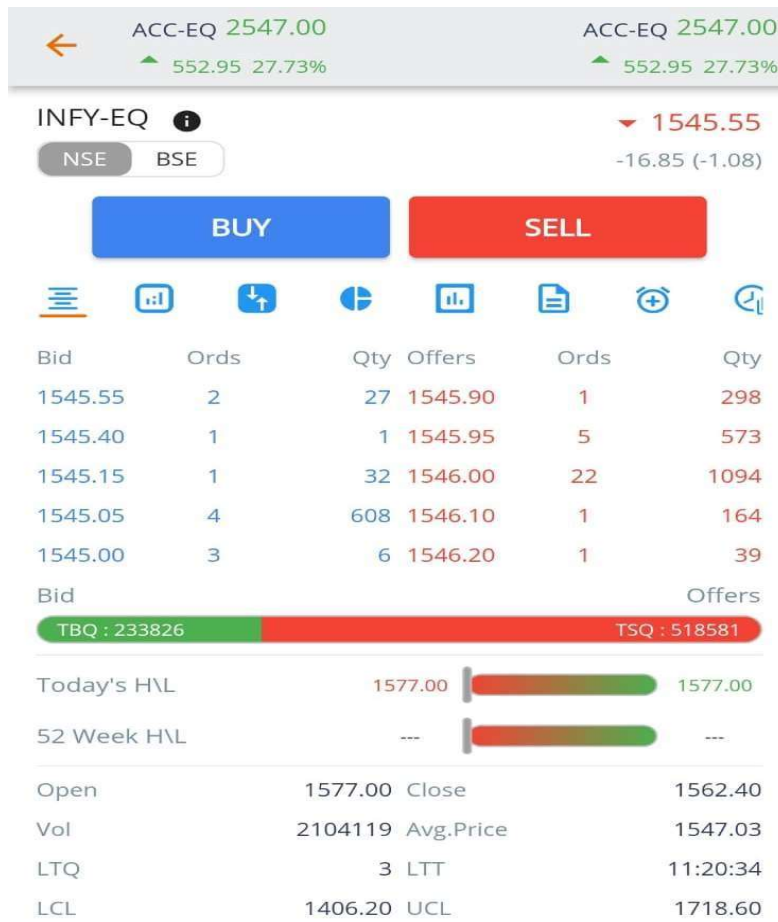 ACC-EQ 2547.00 ACC-EQ 2547.00
552.95 27.73% 552.95 27.73%
INFY-EQ 1545.55
NSE BSE -16.85 (-1.08)
BUY SELL
Bid Ords Qty Offers Ords Qty
1545.55 2 27 1545.90 1 298
1545.40 1 1 1545.95 5 573
1545.15 1 32 1546.00 22 1094
1545.05 4 608 1546.10 1 164
1545.00 3 6 1546.20 1 39
Bid Offers
TBQ : 233826 TSQ : 518581
Today's H\L 1577.00 1577.00
52 Week H\L --- ---
Open 1577.00 Close 1562.40
Vol 2104119 Avg.Price 1547.03
LTQ 3 LTT 11:20:34
LCL 1406.20 UCL 1718.60